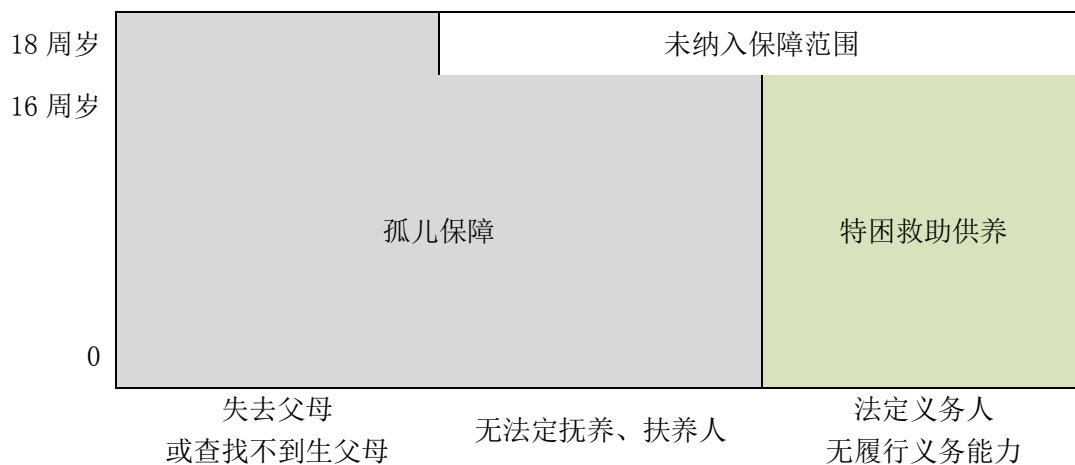 18 周岁
未纳入保障范围
16 周岁
孤儿保障
特困救助供养
0
失去父母
或查找不到生父母
无法定抚养、扶养人
法定义务人
无履行义务能力